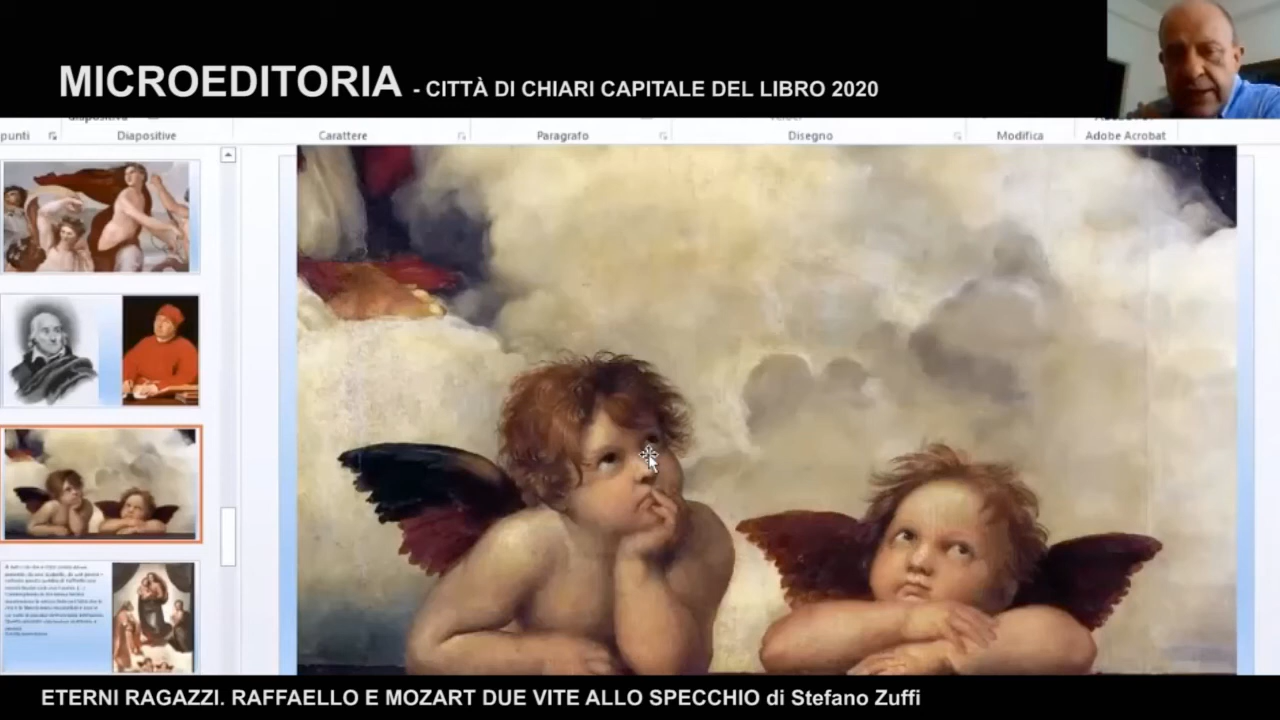 MICROEDITORIA - CITTÀ DI CHIARI CAPITALE DEL LIBRO 2020
diapositiva
punti Diapositive Carattere Paragrafo Disegno Modifica Adobe Acrobat
ETERNI RAGAZZI. RAFFAELLO E MOZART DUE VITE ALLO SPECCHIO di Stefano Zuffi